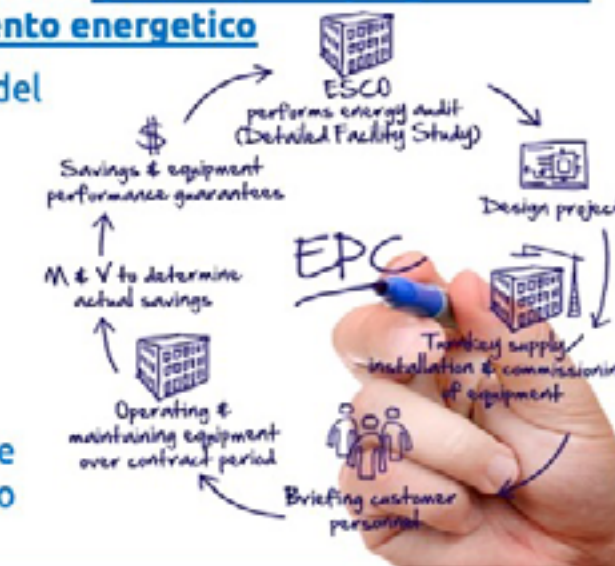 ento energetico
del
ESCO
performs energy audit
(Detailed Facility Study)
$
Savings & equipment
performance guarantees
Design project
EPC
M & V to determine
actual savings
Turnkey supply
installation & commissionin
of equipment
Operating &
maintaining equipment
over contract period
e
o
Briefing customer
personnel